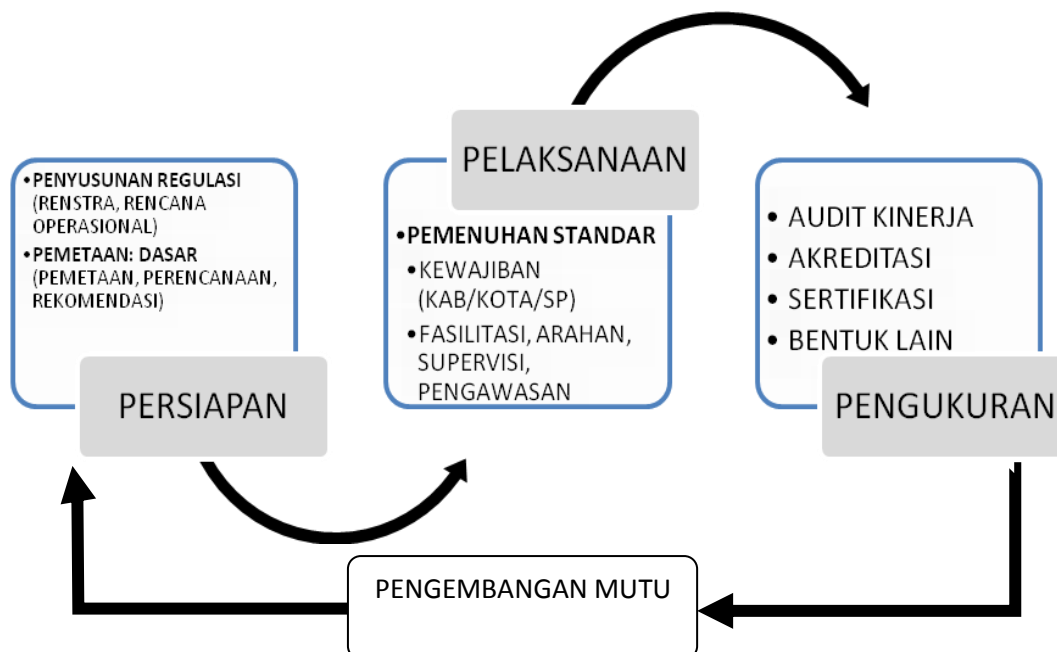 •PENYUSUNAN REGULASI
(RENSTRA, RENCANA
OPERASIONAL)
•PEMETAAN: DASAR
(PEMETAAN, PERENCANAAN,
REKOMENDASI)
PERSIAPAN
PELAKSANAAN
•PEMENUHAN STANDAR
•KEWAJIBAN
(KAB/KOTA/SP)
•FASILITASI, ARAHAN,
SUPERVISI,
PENGAWASAN
• AUDIT KINERJA
• AKREDITASI
• SERTIFIKASI
• BENTUK LAIN
PENGUKURAN
PENGEMBANGAN MUTU